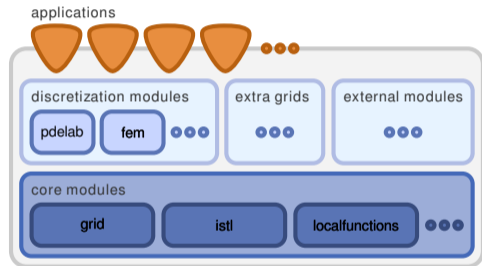 applications
discretization modules
extra grids
external modules
pdelab
fem
core modules
grid
istl
localfunctions